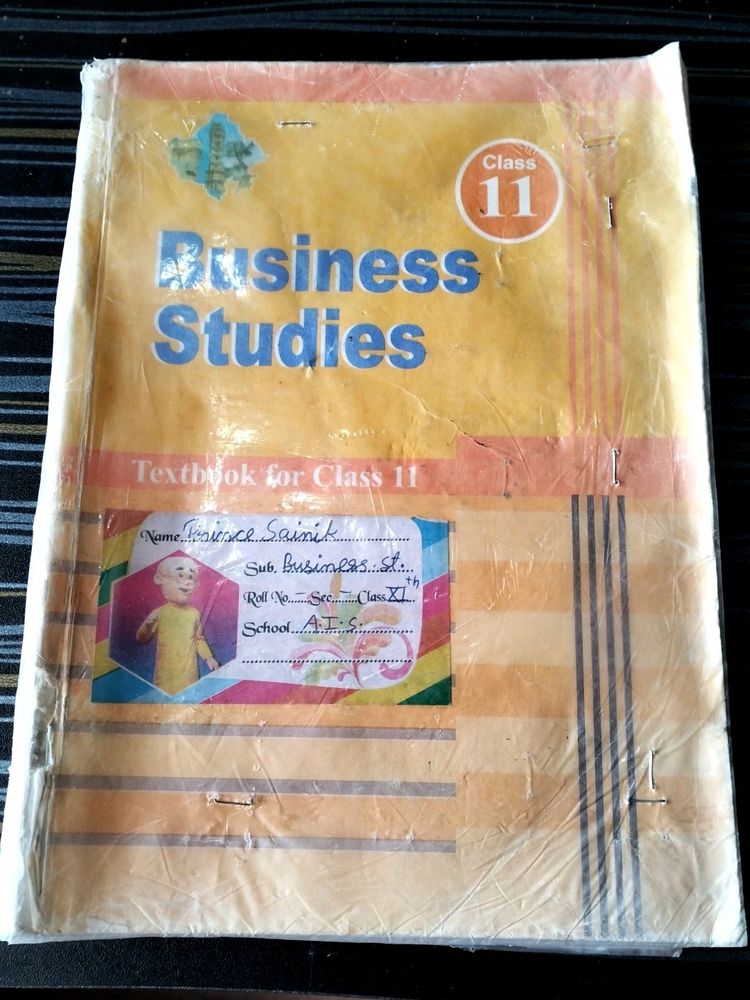 Class
11
Business
Studies
Textbook for Class 11
Name..Prince Sainik..............
Sub. Business. St.
Roll No....–..Sec...–...Class XIth..
School....A.I.S...........
......................................